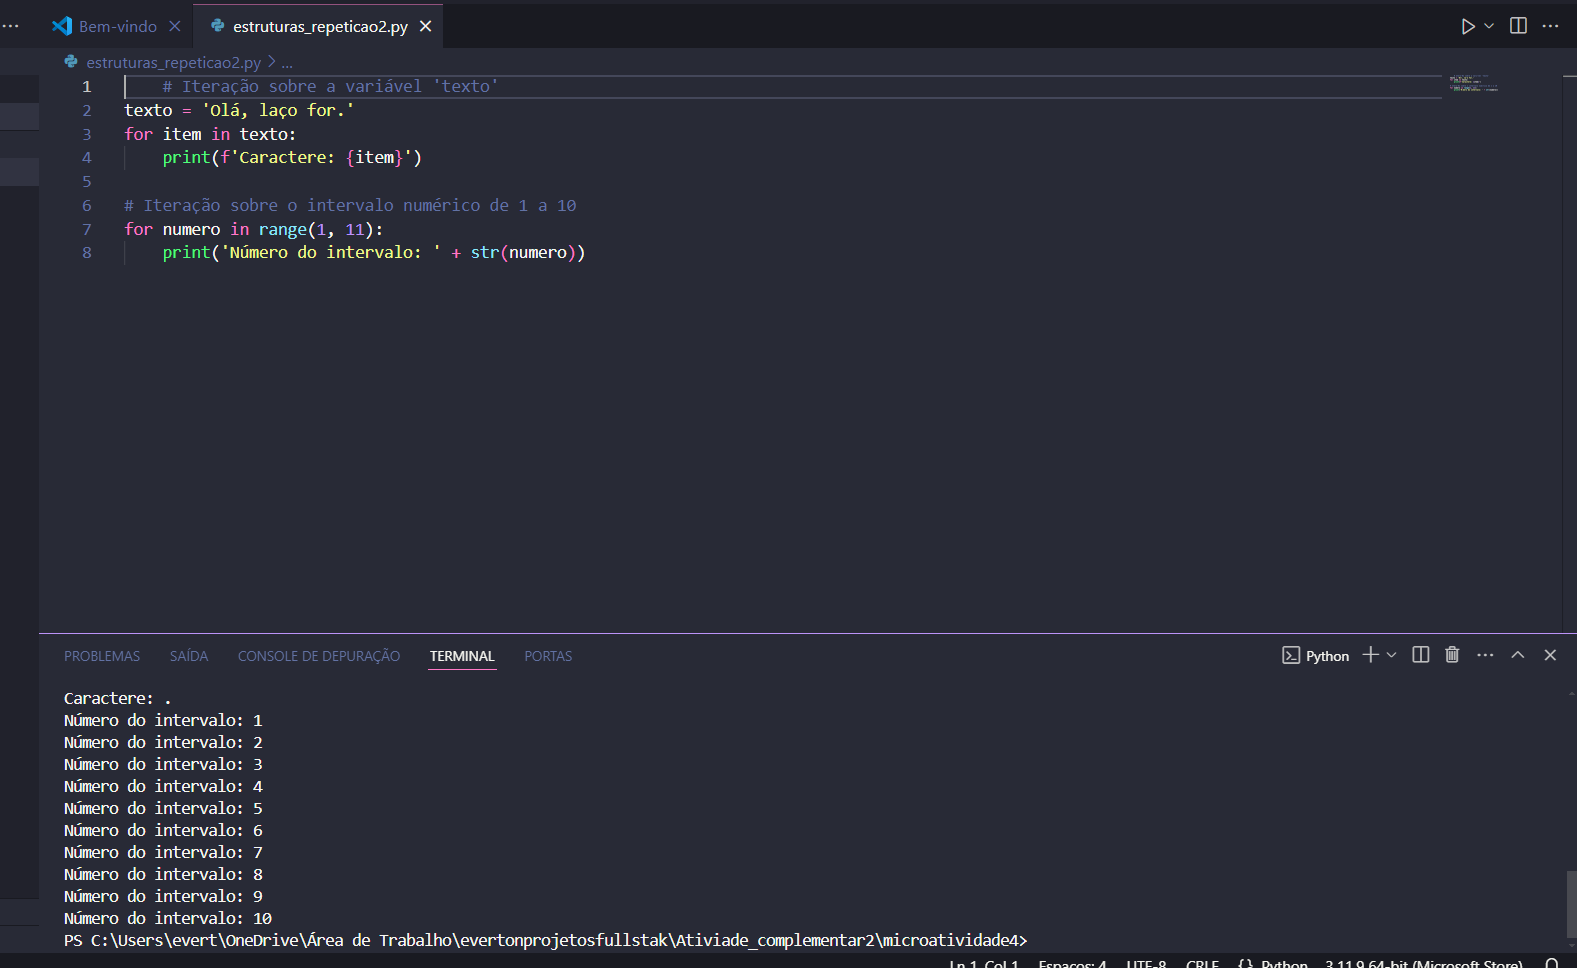 Bem-vindo
estruturas_repeticao2.py
estruturas_repeticao2.py > ...
1     # Iteração sobre a variável 'texto'
2 texto = 'Olá, laço for.'
3 for item in texto:
4     print(f'Caractere: {item}')
5
6 # Iteração sobre o intervalo numérico de 1 a 10
7 for numero in range(1, 11):
8     print('Número do intervalo: ' + str(numero))
PROBLEMAS SAÍDA CONSOLE DE DEPURAÇÃO TERMINAL PORTAS
Python
Caractere: .
Número do intervalo: 1
Número do intervalo: 2
Número do intervalo: 3
Número do intervalo: 4
Número do intervalo: 5
Número do intervalo: 6
Número do intervalo: 7
Número do intervalo: 8
Número do intervalo: 9
Número do intervalo: 10
PS C:\Users\evert\OneDrive\Área de Trabalho\evertonprojetosfullstak\Ativiade_complementar2\microatividade4>
Ln 1, Col 1 Espaços: 4 UTF-8 CRLF {} Python 3.11.9 64-bit (Microsoft Store)